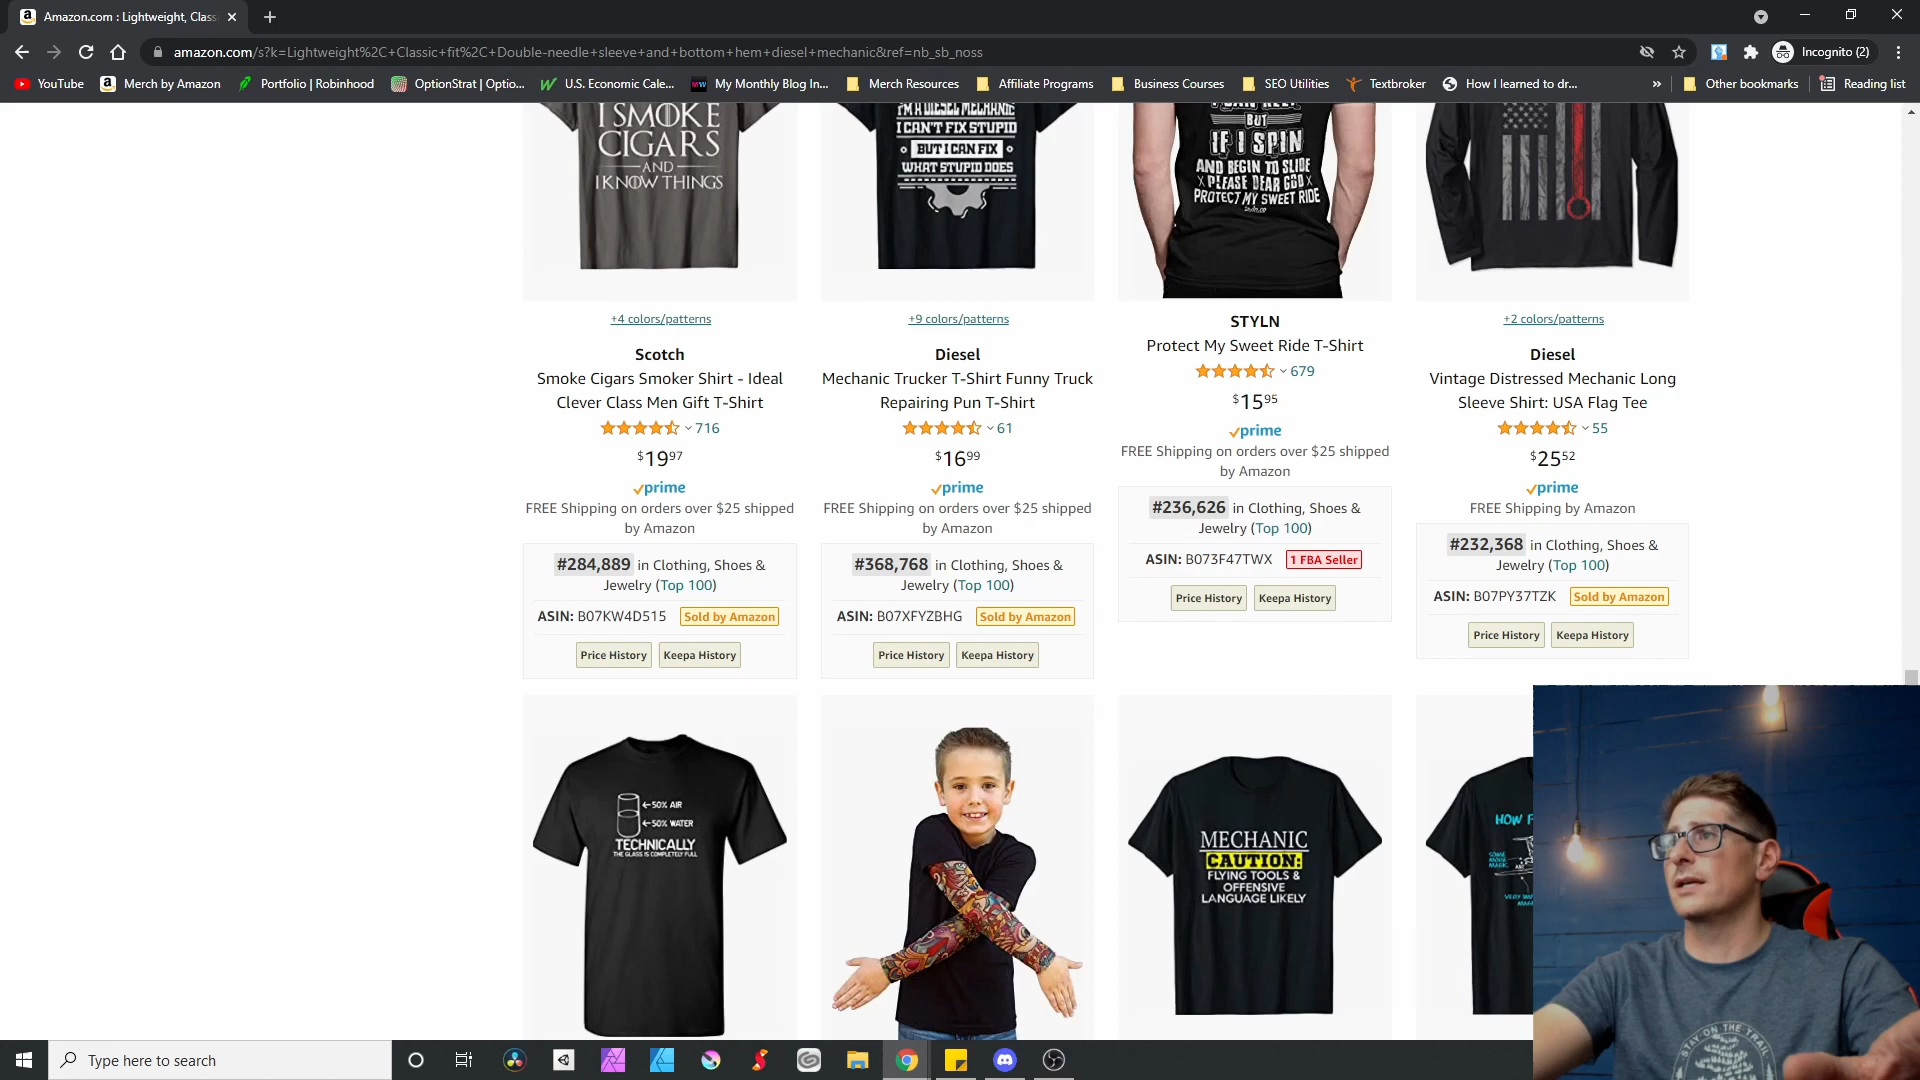 Amazon.com : Lightweight, Class
Incognito (2)
amazon.com/s?k=Lightweight%2C+Classic+fit%2C+Double-needle+sleeve+and+bottom+hem+diesel+mechanic&ref=nb_sb_noss
YouTube
Merch by Amazon
Portfolio | Robinhood
OptionStrat | Optio...
U.S. Economic Cale...
My Monthly Blog In...
Merch Resources
Affiliate Programs
Business Courses
SEO Utilities
Textbroker
How I learned to dr...
»
Other bookmarks
Reading list
I SMOKE
CIGARS
AND
I KNOW THINGS
I'M A DIESEL MECHANIC
I CAN'T FIX STUPID
BUT I CAN FIX
WHAT STUPID DOES
BUT
IF I SPIN
AND BEGIN TO SLIDE
PLEASE DEAR GOD
PROTECT MY SWEET RIDE
+4 colors/patterns
Scotch
Smoke Cigars Smoker Shirt - Ideal
Clever Class Men Gift T-Shirt
716
$19.97
prime
FREE Shipping on orders over $25 shipped
by Amazon
#284,889 in Clothing, Shoes &
Jewelry (Top 100)
ASIN: B07KW4D515 Sold by Amazon
Price History Keepa History
+9 colors/patterns
Diesel
Mechanic Trucker T-Shirt Funny Truck
Repairing Pun T-Shirt
61
$16.99
prime
FREE Shipping on orders over $25 shipped
by Amazon
#368,768 in Clothing, Shoes &
Jewelry (Top 100)
ASIN: B07XFYZBHG Sold by Amazon
Price History Keepa History
STYLN
Protect My Sweet Ride T-Shirt
679
$15.95
prime
FREE Shipping on orders over $25 shipped
by Amazon
#236,626 in Clothing, Shoes &
Jewelry (Top 100)
ASIN: B073F47TWX 1 FBA Seller
Price History Keepa History
+2 colors/patterns
Diesel
Vintage Distressed Mechanic Long
Sleeve Shirt: USA Flag Tee
55
$25.52
prime
FREE Shipping by Amazon
#232,368 in Clothing, Shoes &
Jewelry (Top 100)
ASIN: B07PY37TZK Sold by Amazon
Price History Keepa History
50% AIR
50% WATER
TECHNICALLY
THE GLASS IS COMPLETELY FULL
MECHANIC
CAUTION:
FLYING TOOLS &
OFFENSIVE
LANGUAGE LIKELY
HOW F
SOME
MORE
MAGIC
STAY ON THE TRAIL
Type here to search